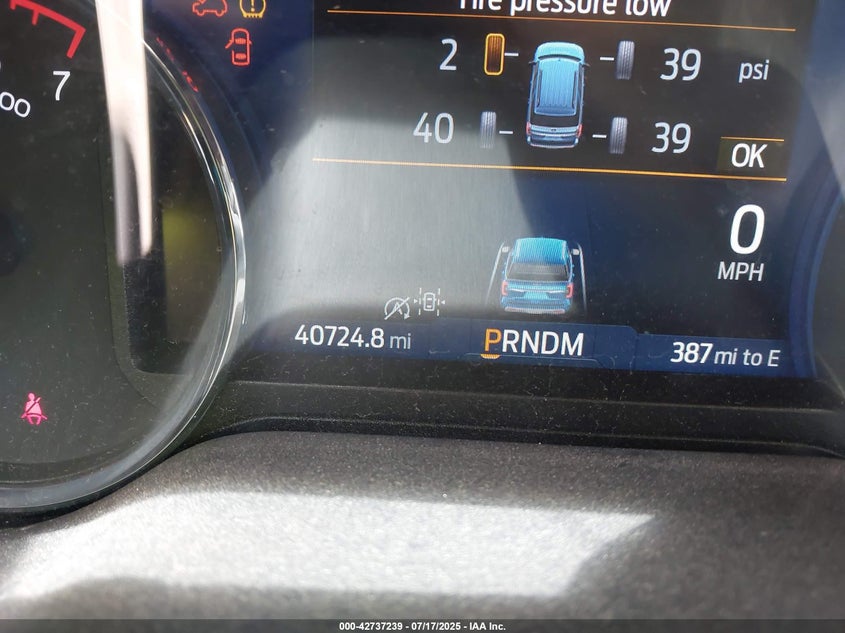 Tire pressure low
2 39 psi
40 39
OK
7
00
0
MPH
40724.8 mi PRNDM 387 mi to E
000-42737239 - 07/17/2025 - IAA Inc.